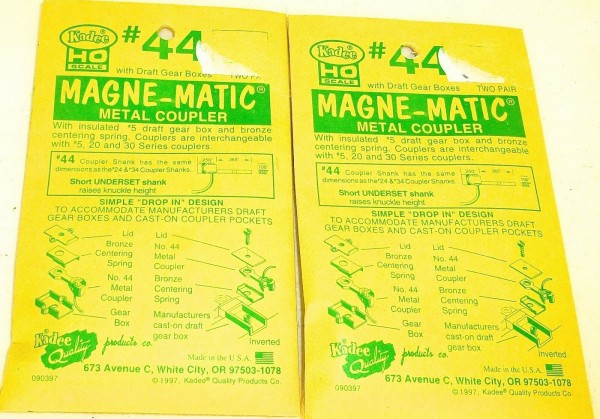 Kadee
HO
SCALE
#44
with Draft Gear Boxes
TWO PA
MAGNE-MATIC®
METAL COUPLER
With insulated #5 draft gear box and bronze
centering spring. Couplers are interchangeable
with #5, 20 and 30 Series couplers.
#44 Coupler Shank has the same
dimensions as the #24 & #34 Coupler Shanks.
Short UNDERSET shank
raises knuckle height
SIMPLE "DROP IN" DESIGN
TO ACCOMMODATE MANUFACTURERS DRAFT
GEAR BOXES AND CAST-ON COUPLER POCKETS
Lid
Bronze
Centering
Spring
No. 44
Metal
Coupler
Gear
Box
Lid
Bronze
Centering
Spring
No. 44
Metal
Coupler
Manufacturers
cast-on draft
gear box
Inverted
Kadee
Quality
products co.
Made in the U.S.A.
673 Avenue C, White City, OR 97503-1078
090397
© 1997, Kadee® Quality Products Co.
Kadee
HO
SCALE
#44
with Draft Gear Boxes
TWO PAIR
MAGNE-MATIC®
METAL COUPLER
With insulated #5 draft gear box and bronze
centering spring. Couplers are interchangeable
with #5, 20 and 30 Series couplers.
#44 Coupler Shank has the same
dimensions as the #24 & #34 Coupler Shanks.
Short UNDERSET shank
raises knuckle height
SIMPLE "DROP IN" DESIGN
TO ACCOMMODATE MANUFACTURERS DRAFT
GEAR BOXES AND CAST-ON COUPLER POCKETS
Lid
Bronze
Centering
Spring
No. 44
Metal
Coupler
Gear
Box
Lid
Bronze
Centering
Spring
No. 44
Metal
Coupler
Manufacturers
cast-on draft
gear box
Inverted
Kadee
Quality
products co.
Made in the U.S.A.
673 Avenue C, White City, OR 97503-1078
090397
© 1997, Kadee® Quality Products Co.